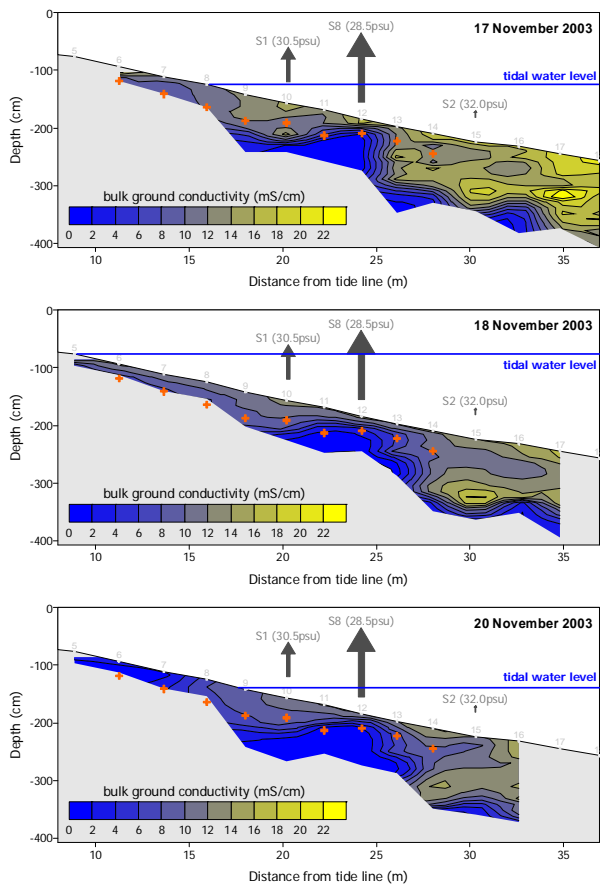 S8 (28.5psu)
17 November 2003
S1 (30.5psu)
tidal water level
S2 (32.0psu)
5 6 7 8 9 10 11 12 13 14 15 16 17
0
-100
-200
-300
-400
Depth (cm)
bulk ground conductivity (mS/cm)
0 2 4 6 8 10 12 14 16 18 20 22
10 15 20 25 30 35
Distance from tide line (m)
S8 (28.5psu)
18 November 2003
S1 (30.5psu)
tidal water level
S2 (32.0psu)
5 6 7 8 9 10 11 12 13 14 15 16 17
0
-100
-200
-300
-400
Depth (cm)
bulk ground conductivity (mS/cm)
0 2 4 6 8 10 12 14 16 18 20 22
10 15 20 25 30 35
Distance from tide line (m)
S8 (28.5psu)
20 November 2003
S1 (30.5psu)
tidal water level
S2 (32.0psu)
5 6 7 8 9 10 11 12 13 14 15 16 17
0
-100
-200
-300
-400
Depth (cm)
bulk ground conductivity (mS/cm)
0 2 4 6 8 10 12 14 16 18 20 22
10 15 20 25 30 35
Distance from tide line (m)